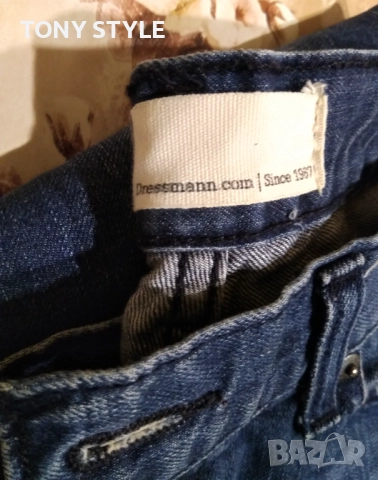 TONY STYLE
Dressmann.com | Since 1967
BAZAR